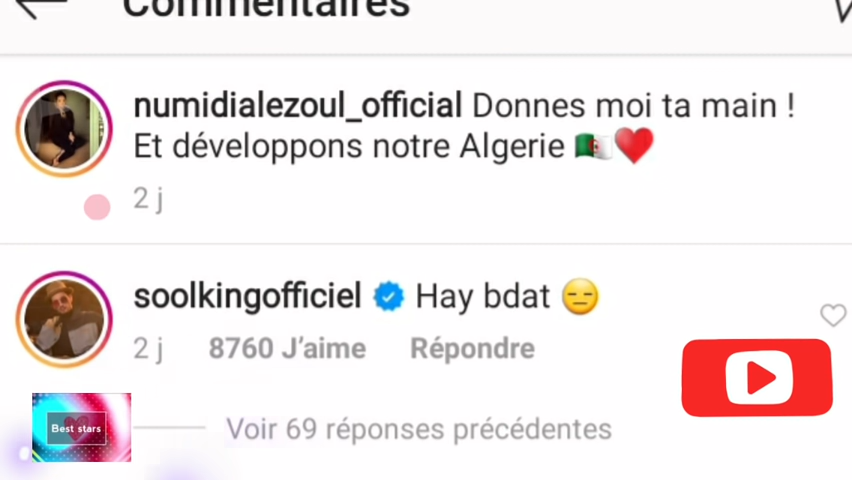 Commentaires
numidialezoul_official Donnes moi ta main !
Et développons notre Algerie 🇩🇿❤️
2 j
soolkingofficiel Hay bdat 😑
2 j 8760 J’aime Répondre
Best stars
Voir 69 réponses précédentes